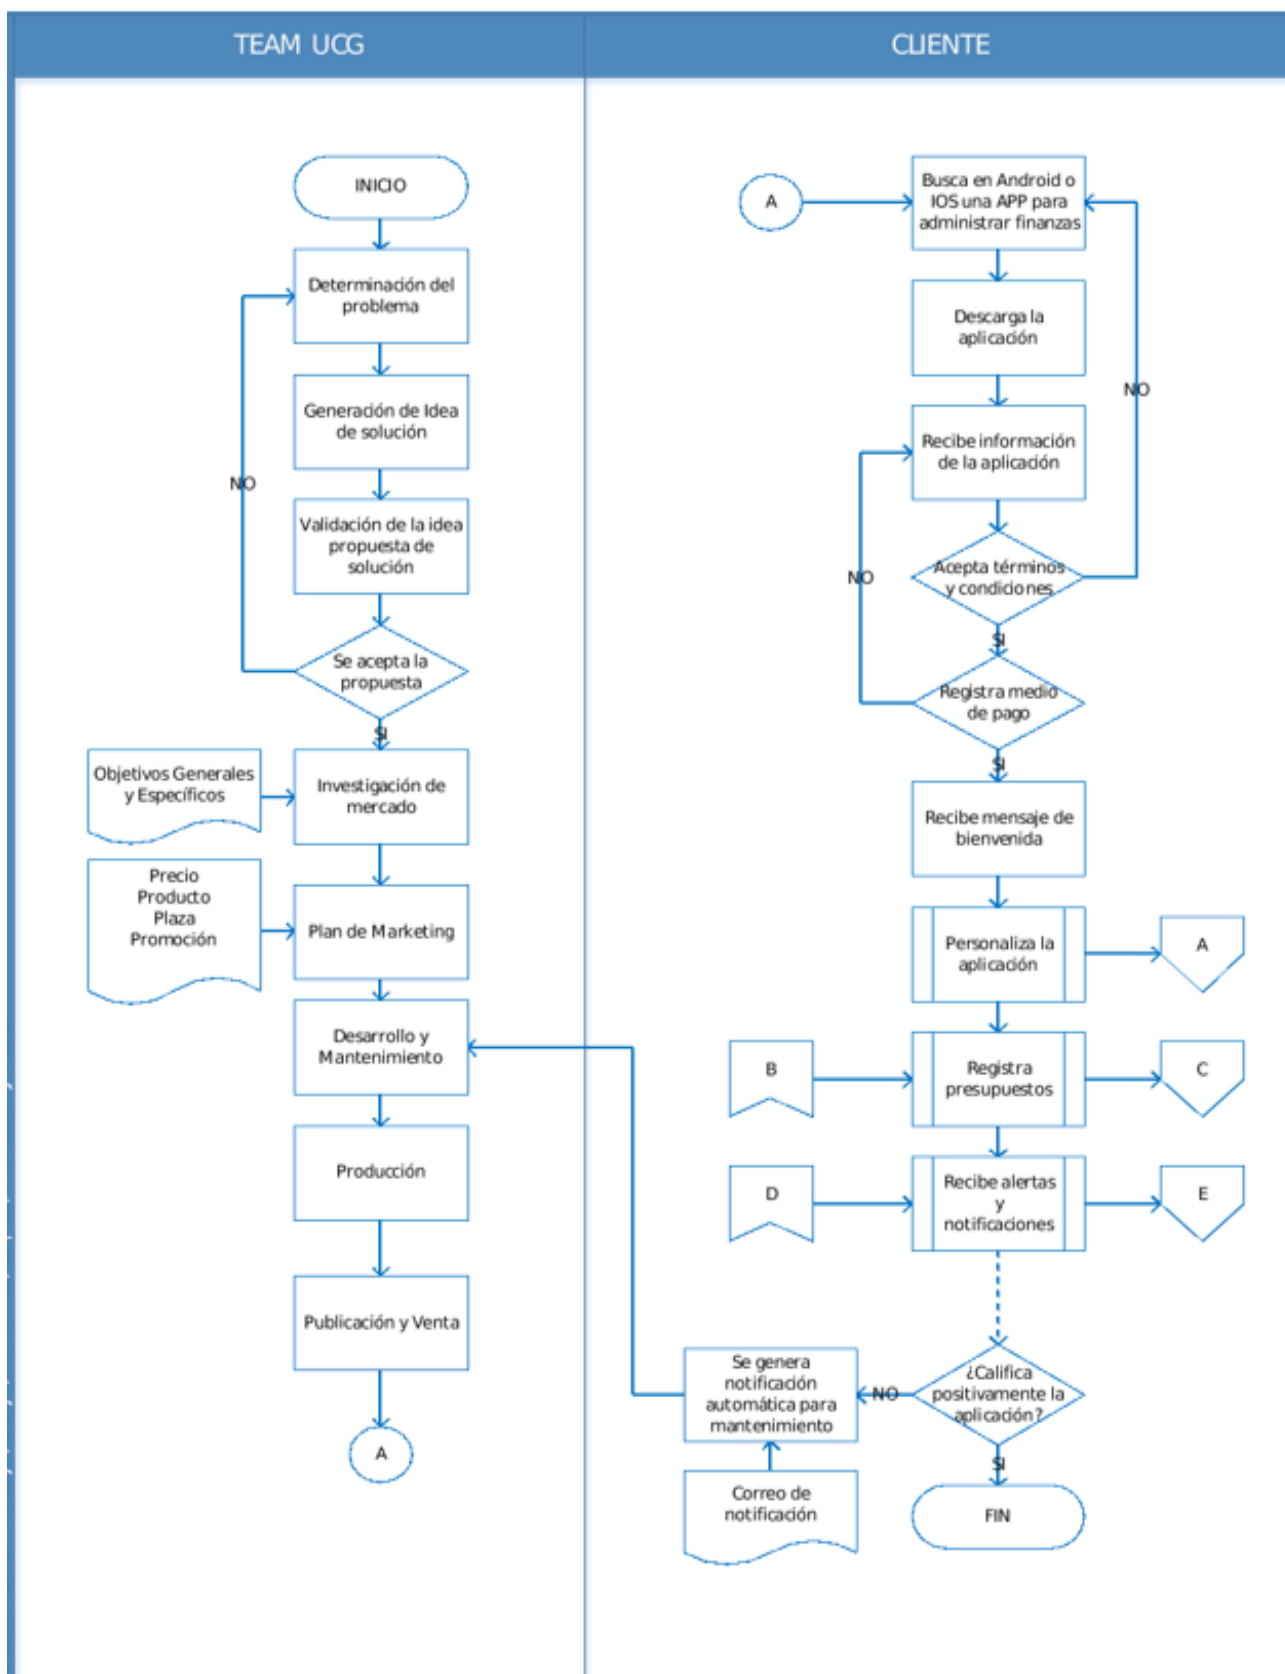 TEAM UCG
CLIENTE
INICIO
Determinación del
problema
Generación de Idea
de solución
NO
Validación de la idea
propuesta de
solución
Se acepta la
propuesta
SI
Objetivos Generales
y Específicos
Investigación de
mercado
Precio
Producto
Plaza
Promoción
Plan de Marketing
Desarrollo y
Mantenimiento
Producción
Publicación y Venta
A
A
Busca en Android o
IOS una APP para
administrar finanzas
Descarga la
aplicación
NO
Recibe información
de la aplicación
NO
Acepta términos
y condiciones
SI
Registra medio
de pago
SI
Recibe mensaje de
bienvenida
Personaliza la
aplicación
A
B
Registra
presupuestos
C
D
Recibe alertas
y
notificaciones
E
¿Califica
positivamente la
aplicación?
NO
Se genera
notificación
automática para
mantenimiento
Correo de
notificación
SI
FIN